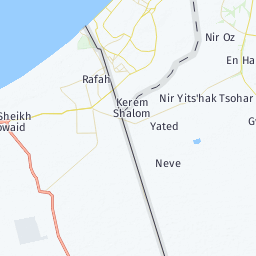 Nir Oz
En Ha
Rafah
Nir Yits'hak Tsohar
Kerem
Shalom
Sheikh
owaid
Yated
G
Neve